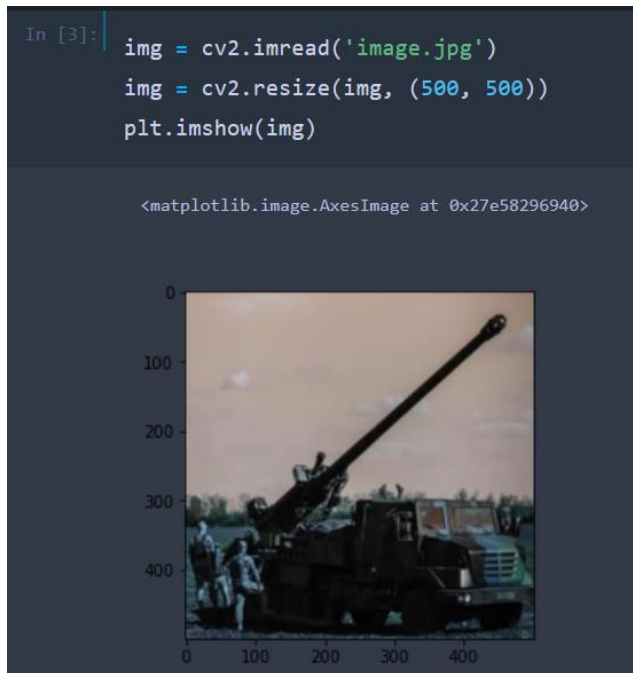 In [3]:
img = cv2.imread('image.jpg')
img = cv2.resize(img, (500, 500))
plt.imshow(img)
<matplotlib.image.AxesImage at 0x27e58296940>
0
100
200
300
400
0 100 200 300 400